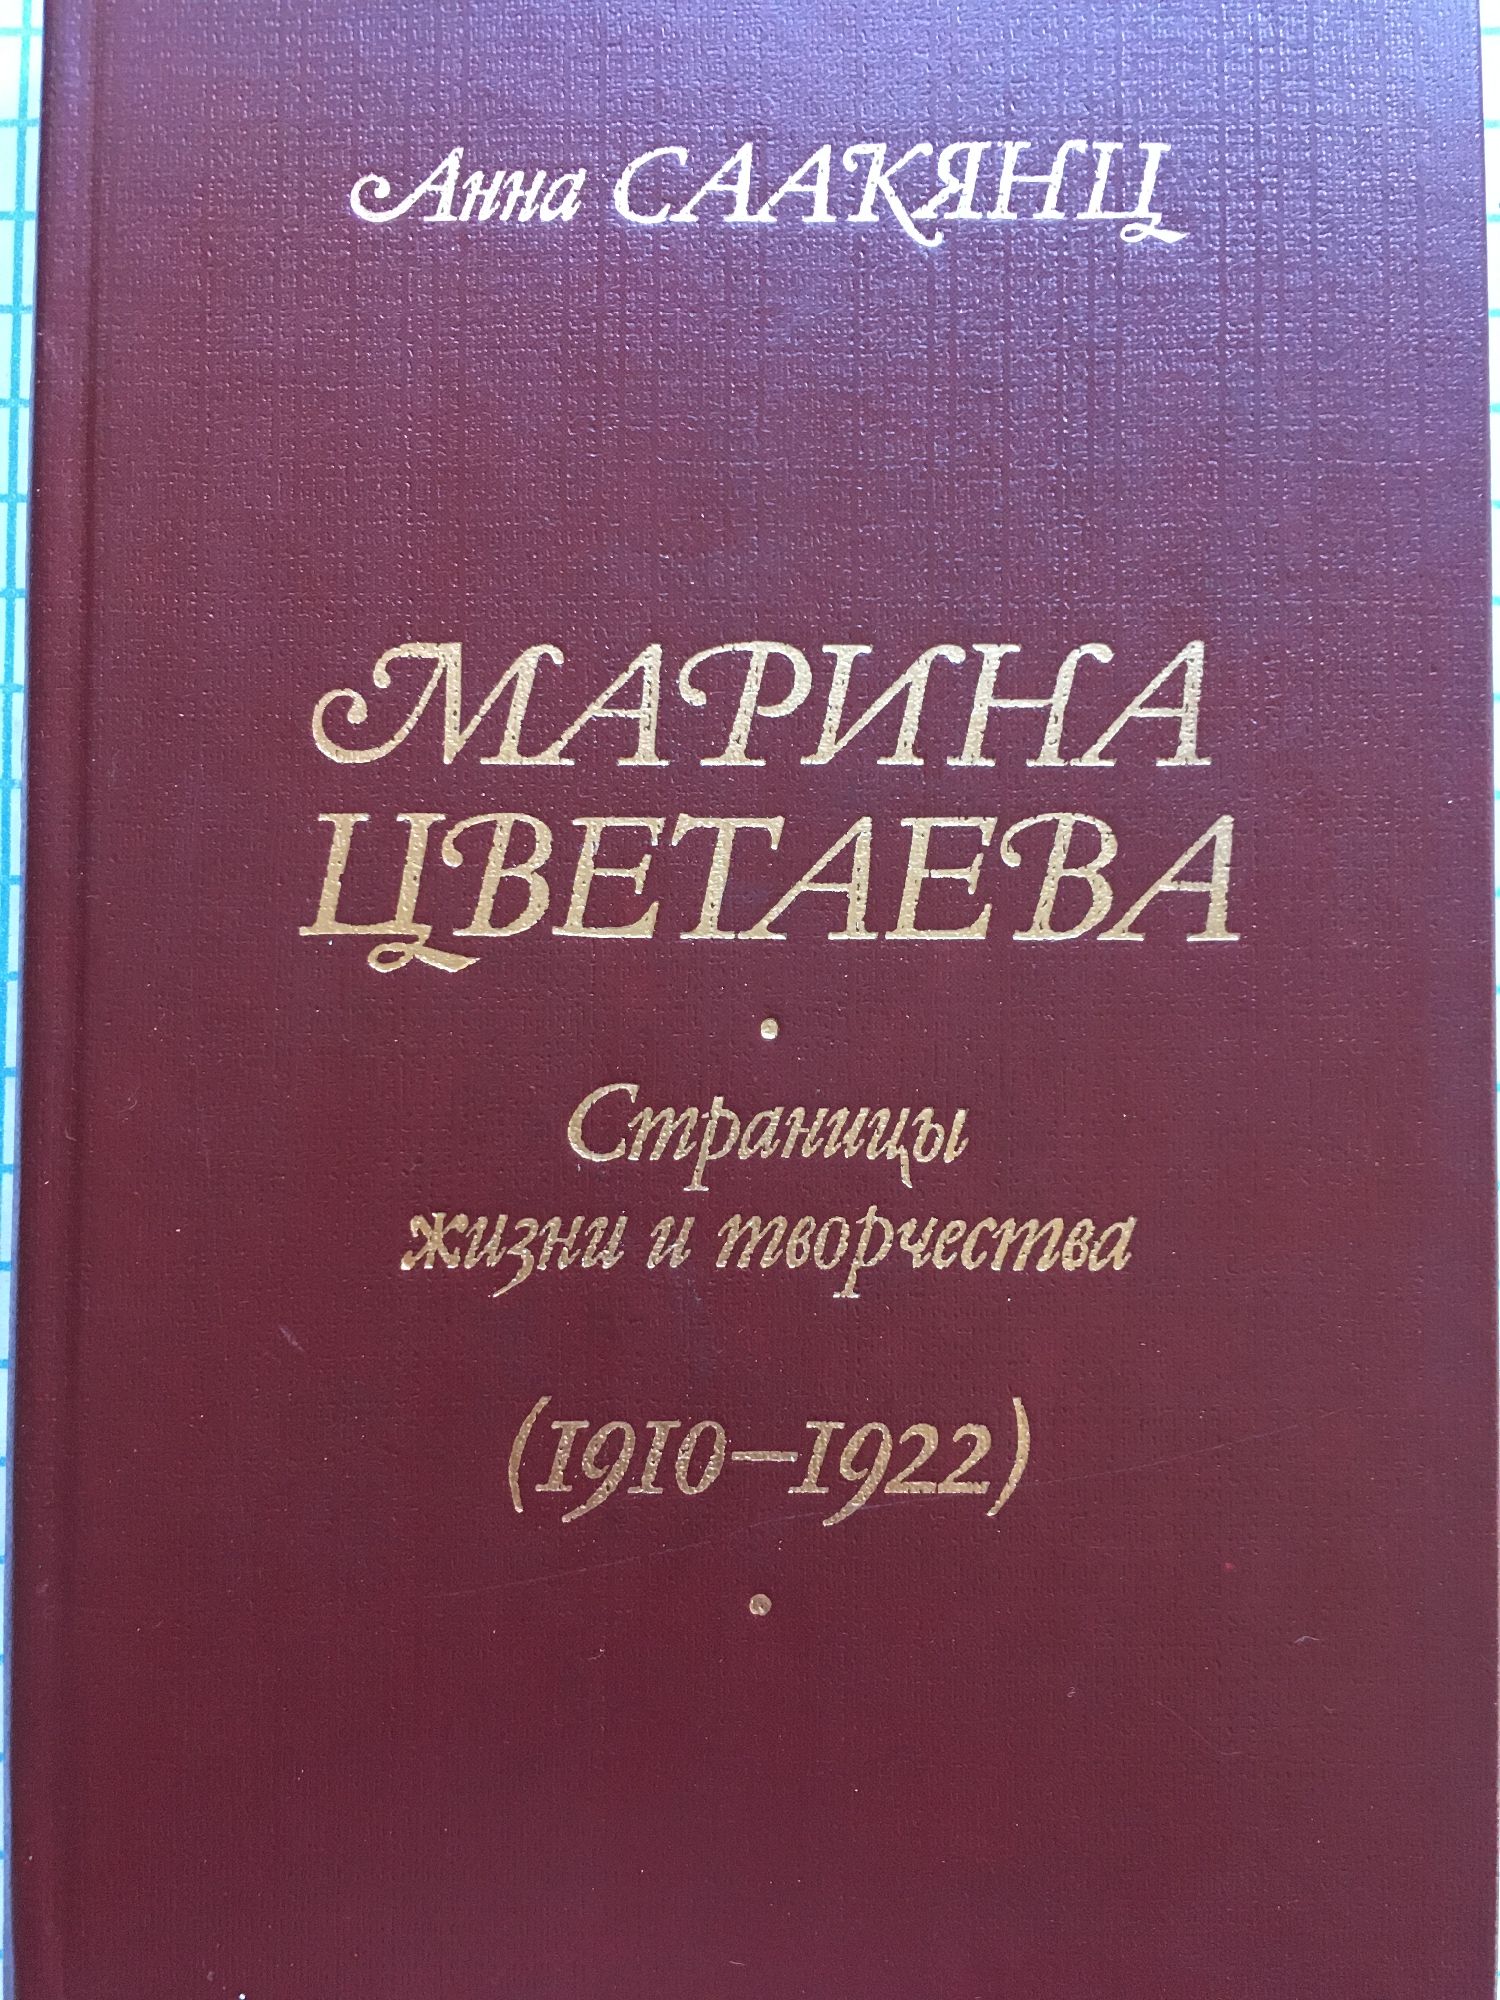 Анна СААКЯНЦ
МАРИНА
ЦВЕТАЕВА
Страницы
жизни и творчества
(1910–1922)